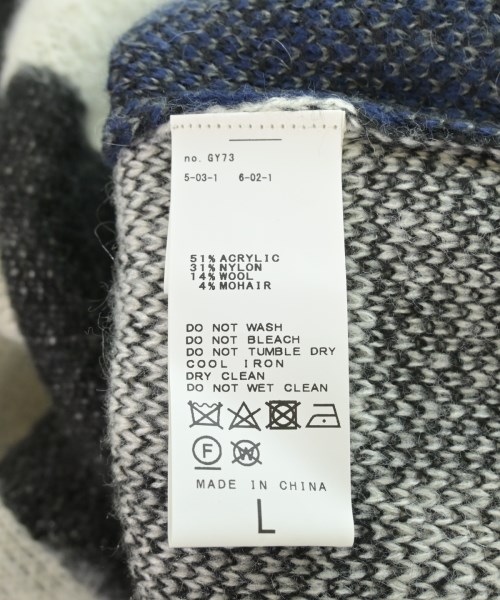 no. GY73
5-03-1 6-02-1
51% ACRYLIC
31% NYLON
14% WOOL
4% MOHAIR
DO NOT WASH
DO NOT BLEACH
DO NOT TUMBLE DRY
COOL IRON
DRY CLEAN
DO NOT WET CLEAN
F W
MADE IN CHINA
L